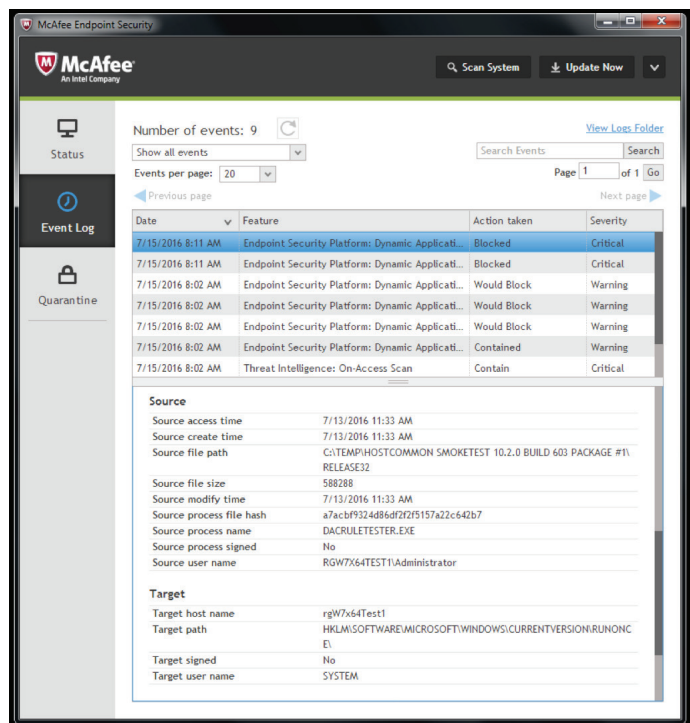 McAfee Endpoint Security
McAfee
An Intel Company
Scan System
Update Now
Status
Event Log
Quarantine
Number of events: 9
View Logs Folder
Show all events
Search Events
Search
Events per page: 20
Page 1 of 1 Go
Previous page
Next page
Date Feature Action taken Severity
7/15/2016 8:11 AM Endpoint Security Platform: Dynamic Applicati... Blocked Critical
7/15/2016 8:11 AM Endpoint Security Platform: Dynamic Applicati... Blocked Critical
7/15/2016 8:02 AM Endpoint Security Platform: Dynamic Applicati... Would Block Warning
7/15/2016 8:02 AM Endpoint Security Platform: Dynamic Applicati... Would Block Warning
7/15/2016 8:02 AM Endpoint Security Platform: Dynamic Applicati... Would Block Warning
7/15/2016 8:02 AM Endpoint Security Platform: Dynamic Applicati... Contained Warning
7/15/2016 8:02 AM Threat Intelligence: On-Access Scan Contain Critical
Source
Source access time 7/13/2016 11:33 AM
Source create time 7/13/2016 11:33 AM
Source file path C:\TEMP\HOSTCOMMON SMOKETEST 10.2.0 BUILD 603 PACKAGE #1\
RELEASE32
Source file size 588288
Source modify time 7/13/2016 11:33 AM
Source process file hash a7acbf9324d86df2f2f5157a22c642b7
Source process name DACRULETESTER.EXE
Source process signed No
Source user name RGW7X64TEST1\Administrator
Target
Target host name rgW7x64Test1
Target path HKLM\SOFTWARE\MICROSOFT\WINDOWS\CURRENTVERSION\RUNONC
E\
Target signed No
Target user name SYSTEM